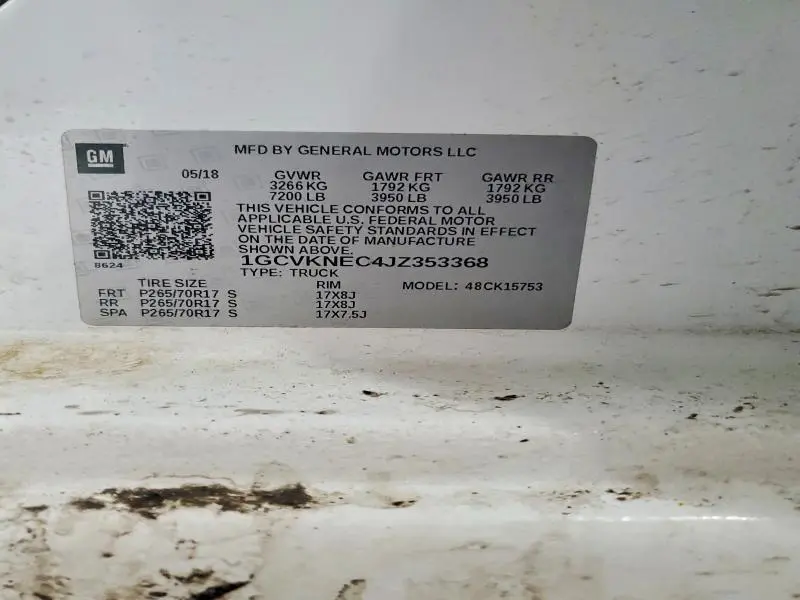 GM
MFD BY GENERAL MOTORS LLC
05/18 GVWR GAWR FRT GAWR RR
3266 KG 1792 KG 1792 KG
7200 LB 3950 LB 3950 LB
THIS VEHICLE CONFORMS TO ALL
APPLICABLE U.S. FEDERAL MOTOR
VEHICLE SAFETY STANDARDS IN EFFECT
ON THE DATE OF MANUFACTURE
SHOWN ABOVE.
8624
1GCVKNEC4JZ353368
TYPE: TRUCK
TIRE SIZE RIM MODEL: 48CK15753
FRT P265/70R17 S 17X8J
RR P265/70R17 S 17X8J
SPA P265/70R17 S 17X7.5J